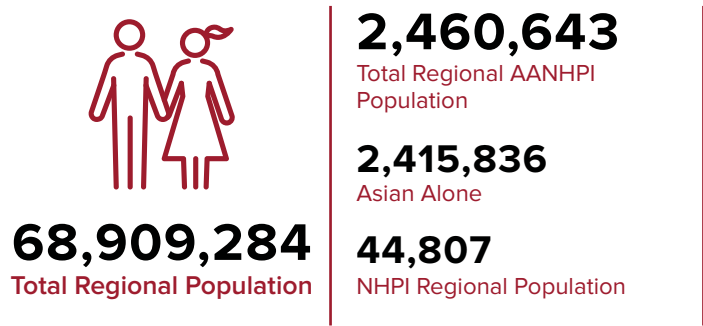 68,909,284
Total Regional Population
2,460,643
Total Regional AANHPI
Population
2,415,836
Asian Alone
44,807
NHPI Regional Population